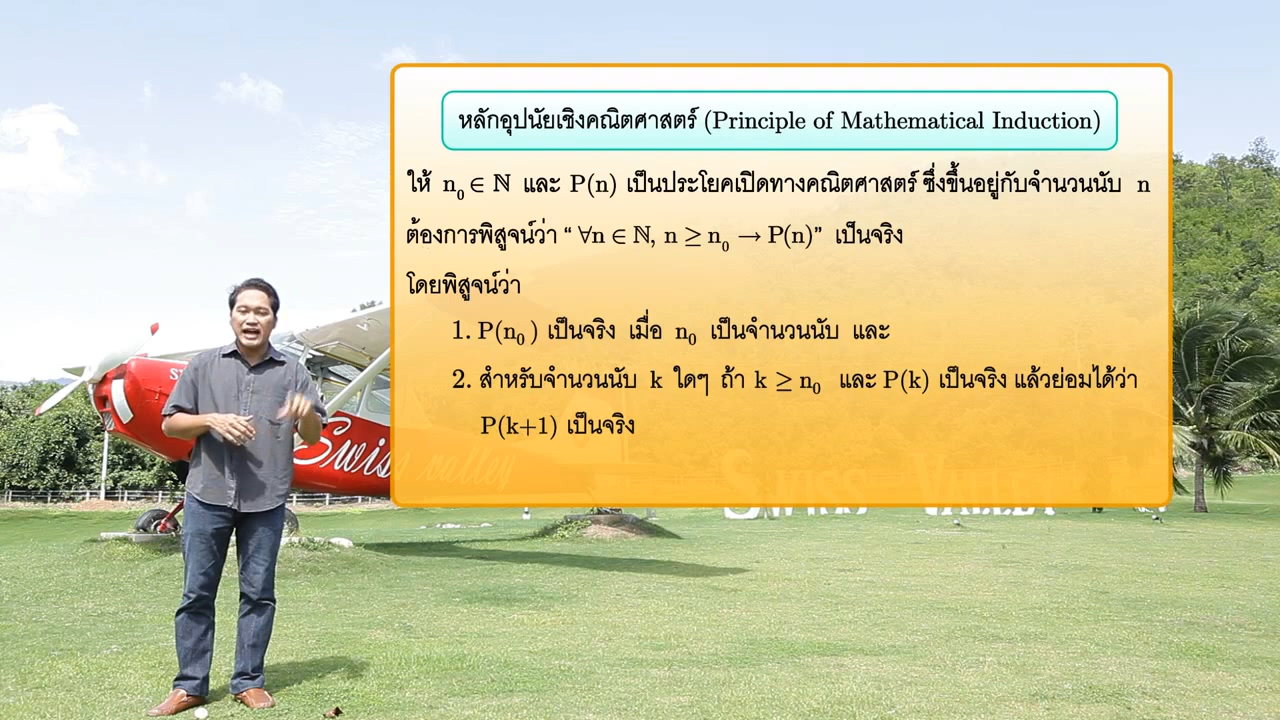 หลักอุปนัยเชิงคณิตศาสตร์ (Principle of Mathematical Induction)
ให้ n₀ ∈ ℕ และ P(n) เป็นประโยคเปิดทางคณิตศาสตร์ ซึ่งขึ้นอยู่กับจำนวนนับ n
ต้องการพิสูจน์ว่า “ ∀n ∈ ℕ, n ≥ n₀ → P(n)” เป็นจริง
โดยพิสูจน์ว่า
1. P(n₀) เป็นจริง เมื่อ n₀ เป็นจำนวนนับ และ
2. สำหรับจำนวนนับ k ใดๆ ถ้า k ≥ n₀ และ P(k) เป็นจริง แล้วย่อมได้ว่า
P(k+1) เป็นจริง
Swiss valley
SWISS VALLEY